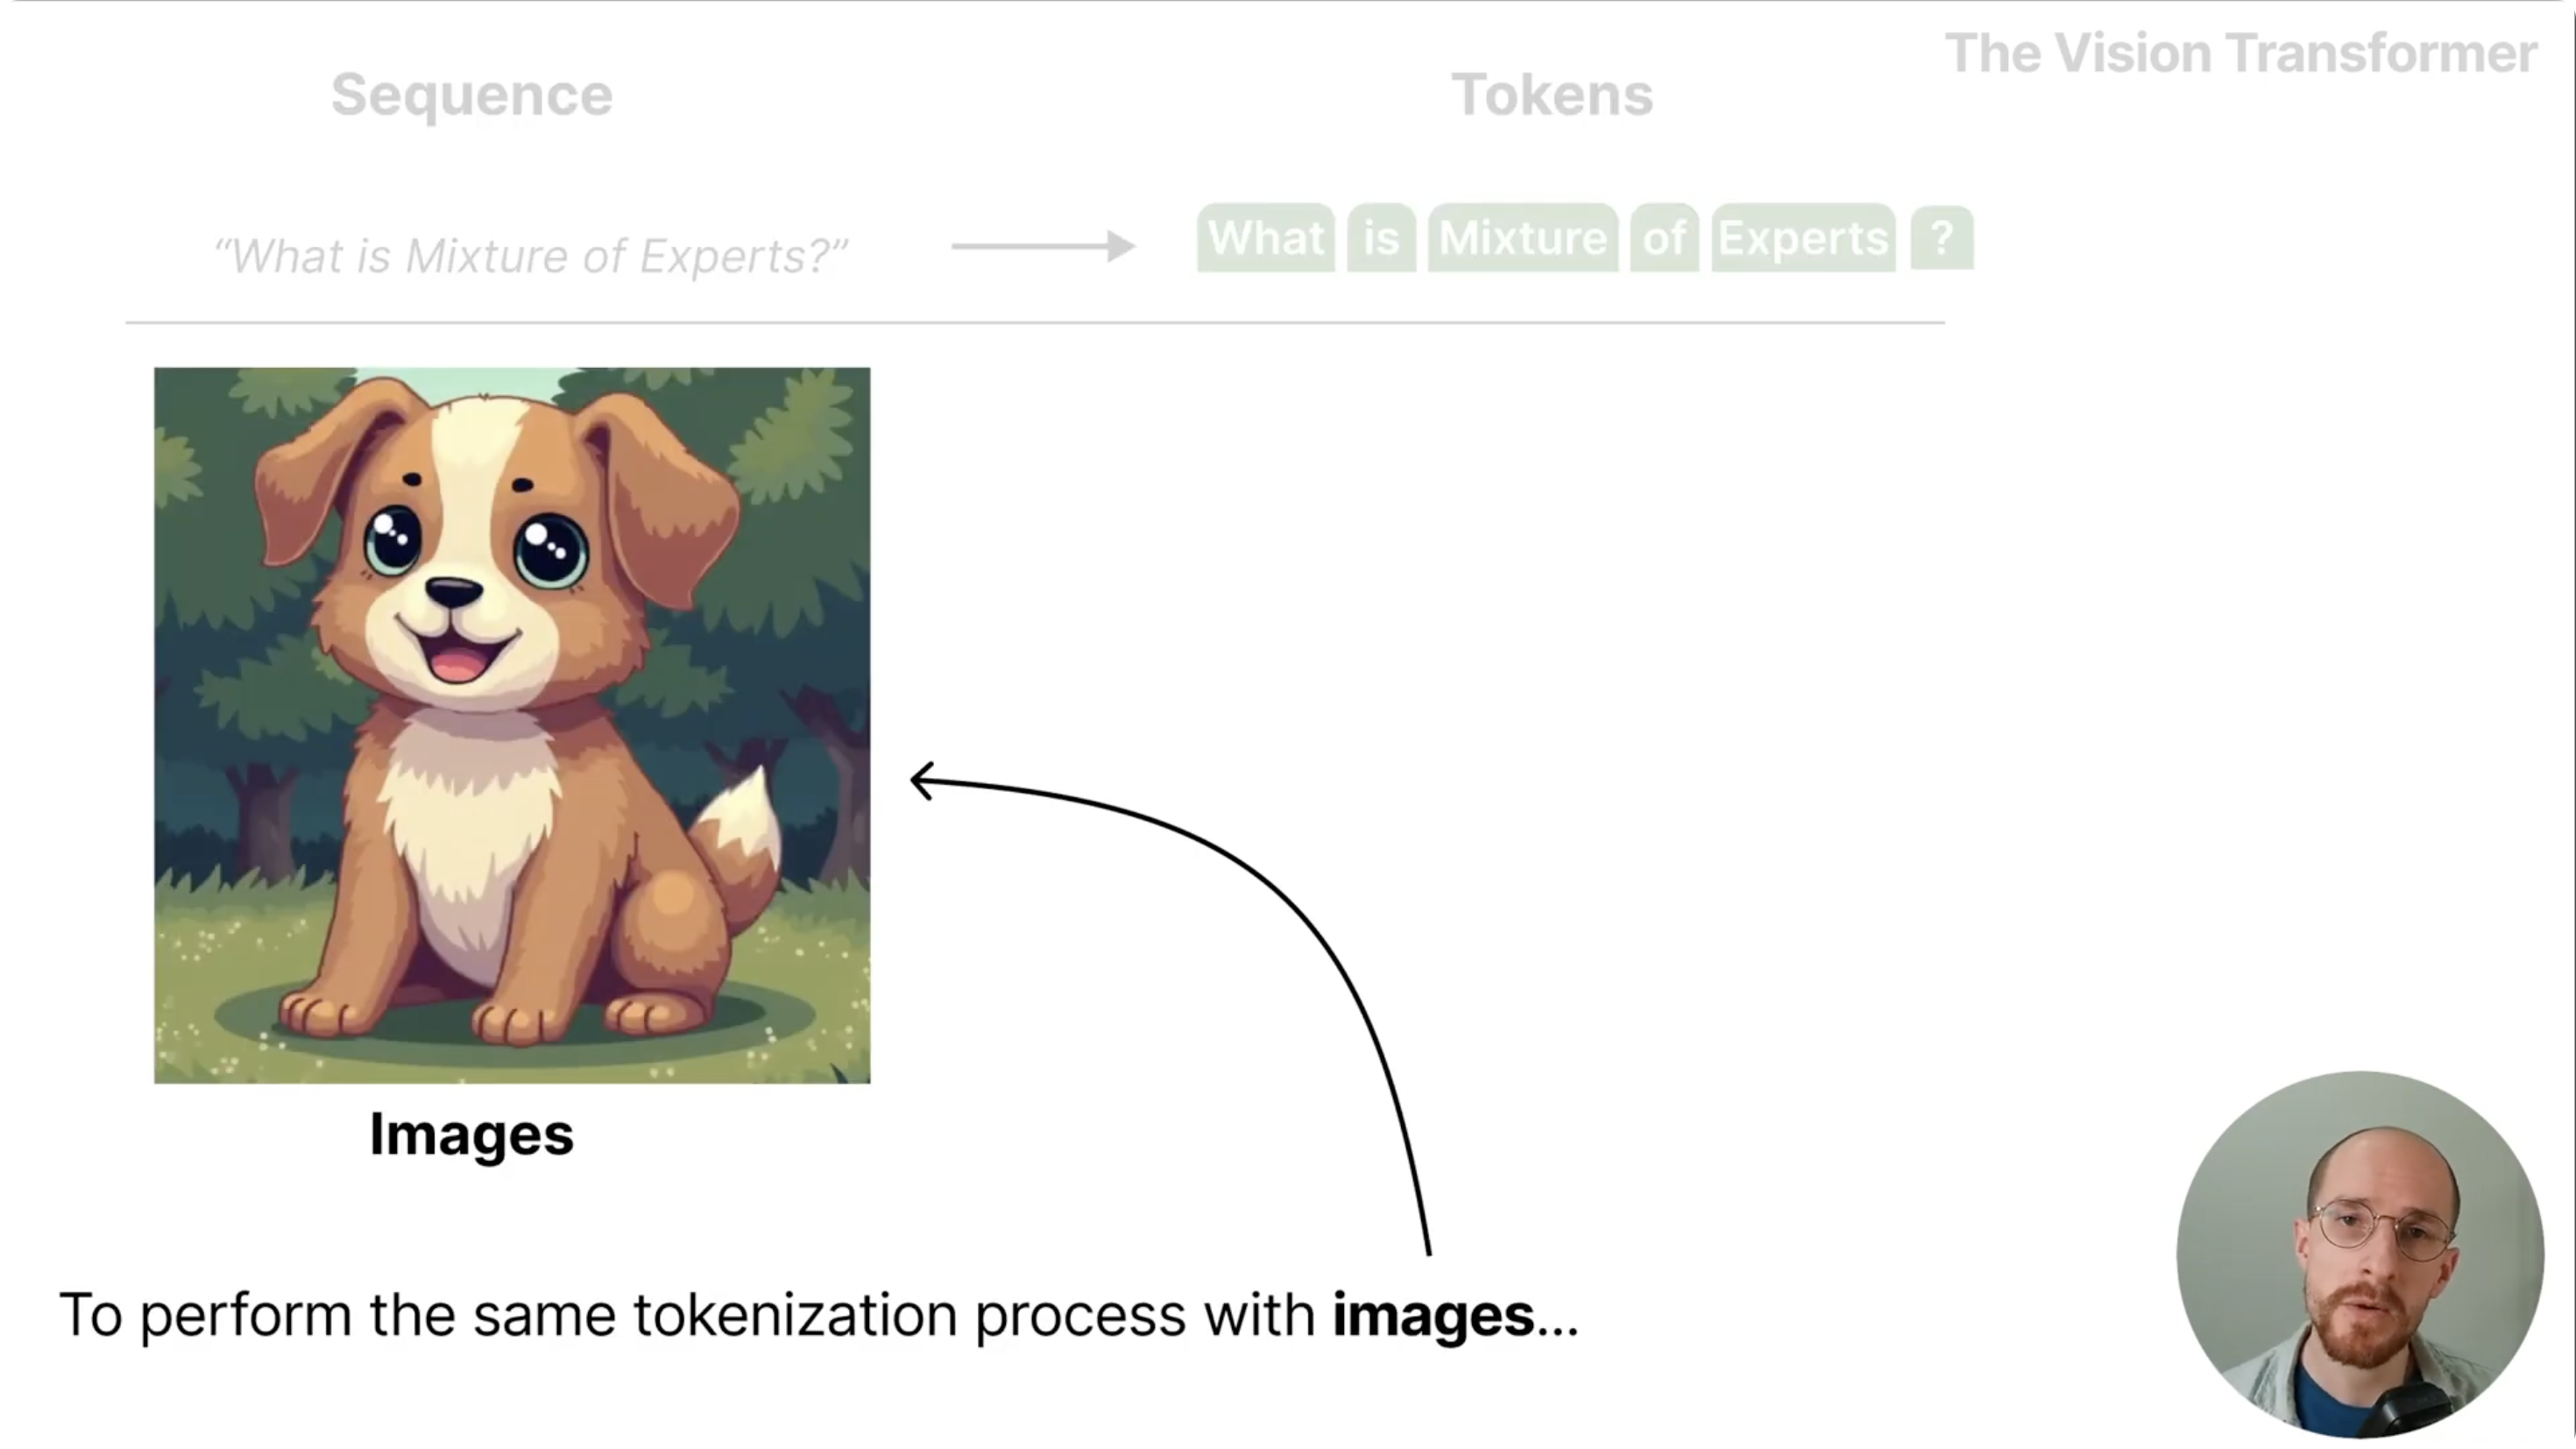 The Vision Transformer
Sequence
Tokens
“What is Mixture of Experts?”
What is Mixture of Experts ?
Images
To perform the same tokenization process with images...